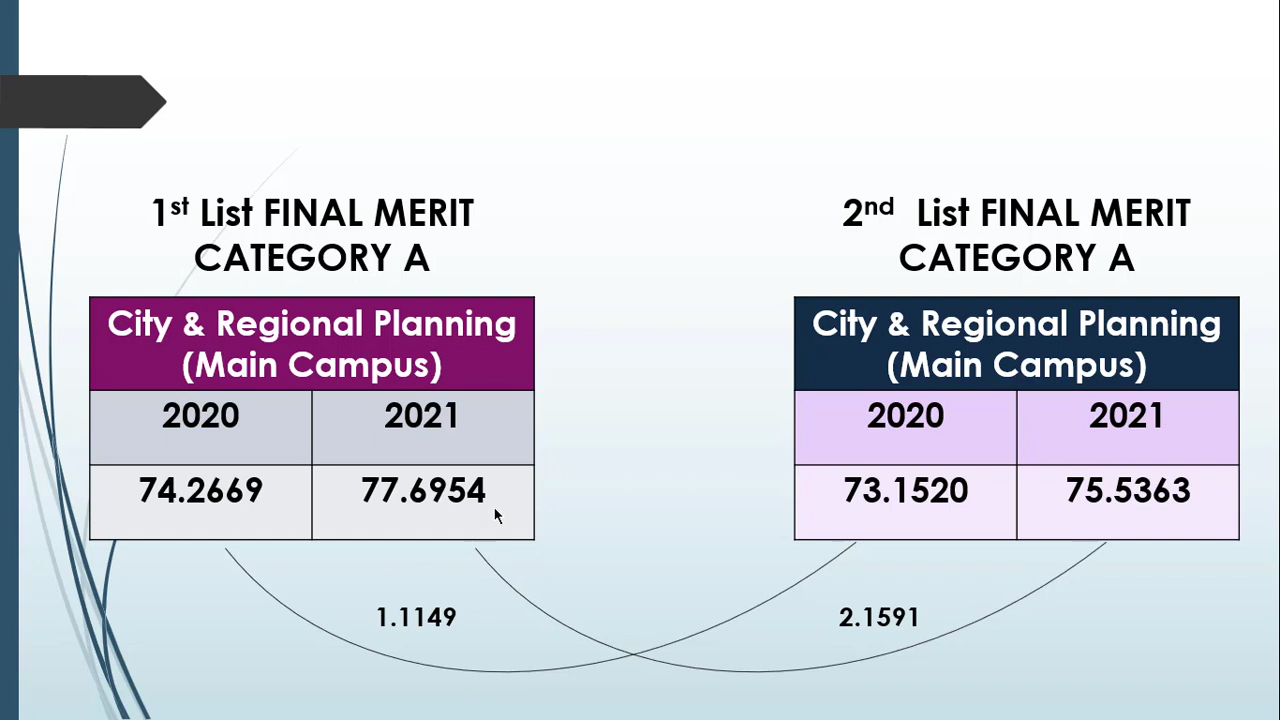 1st List FINAL MERIT
CATEGORY A
City & Regional Planning
(Main Campus)
2020 2021
74.2669 77.6954
2nd List FINAL MERIT
CATEGORY A
City & Regional Planning
(Main Campus)
2020 2021
73.1520 75.5363
1.1149
2.1591